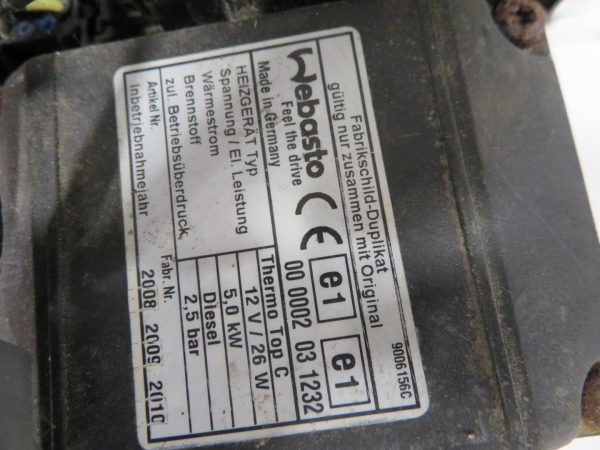 Fabrikschild-Duplikat
gültig nur zusammen mit Original
9006156C
Webasto
Feel the drive
CE e1 e1
00 0002 03 1232
Made in Germany
HEIZGERÄT Typ Thermo Top C
Spannung / El. Leistung 12 V / 26 W
Wärmestrom 5,0 kW
Brennstoff Diesel
zul. Betriebsüberdruck, 2,5 bar
Artikel Nr. Fabr. Nr.
Inbetriebnahmejahr 2008 2009 2010